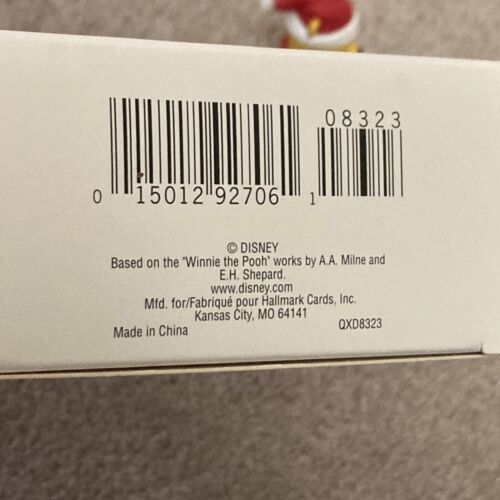 08323
0 15012 92706 1
© DISNEY
Based on the "Winnie the Pooh" works by A.A. Milne and
E.H. Shepard.
www.disney.com
Mfd. for/Fabriqué pour Hallmark Cards, Inc.
Kansas City, MO 64141
Made in China QXD8323